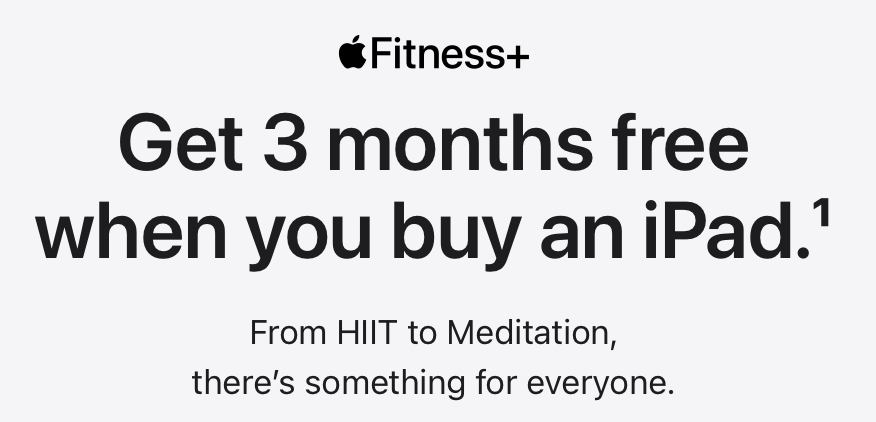 Fitness+
Get 3 months free
when you buy an iPad.¹
From HIIT to Meditation,
there’s something for everyone.